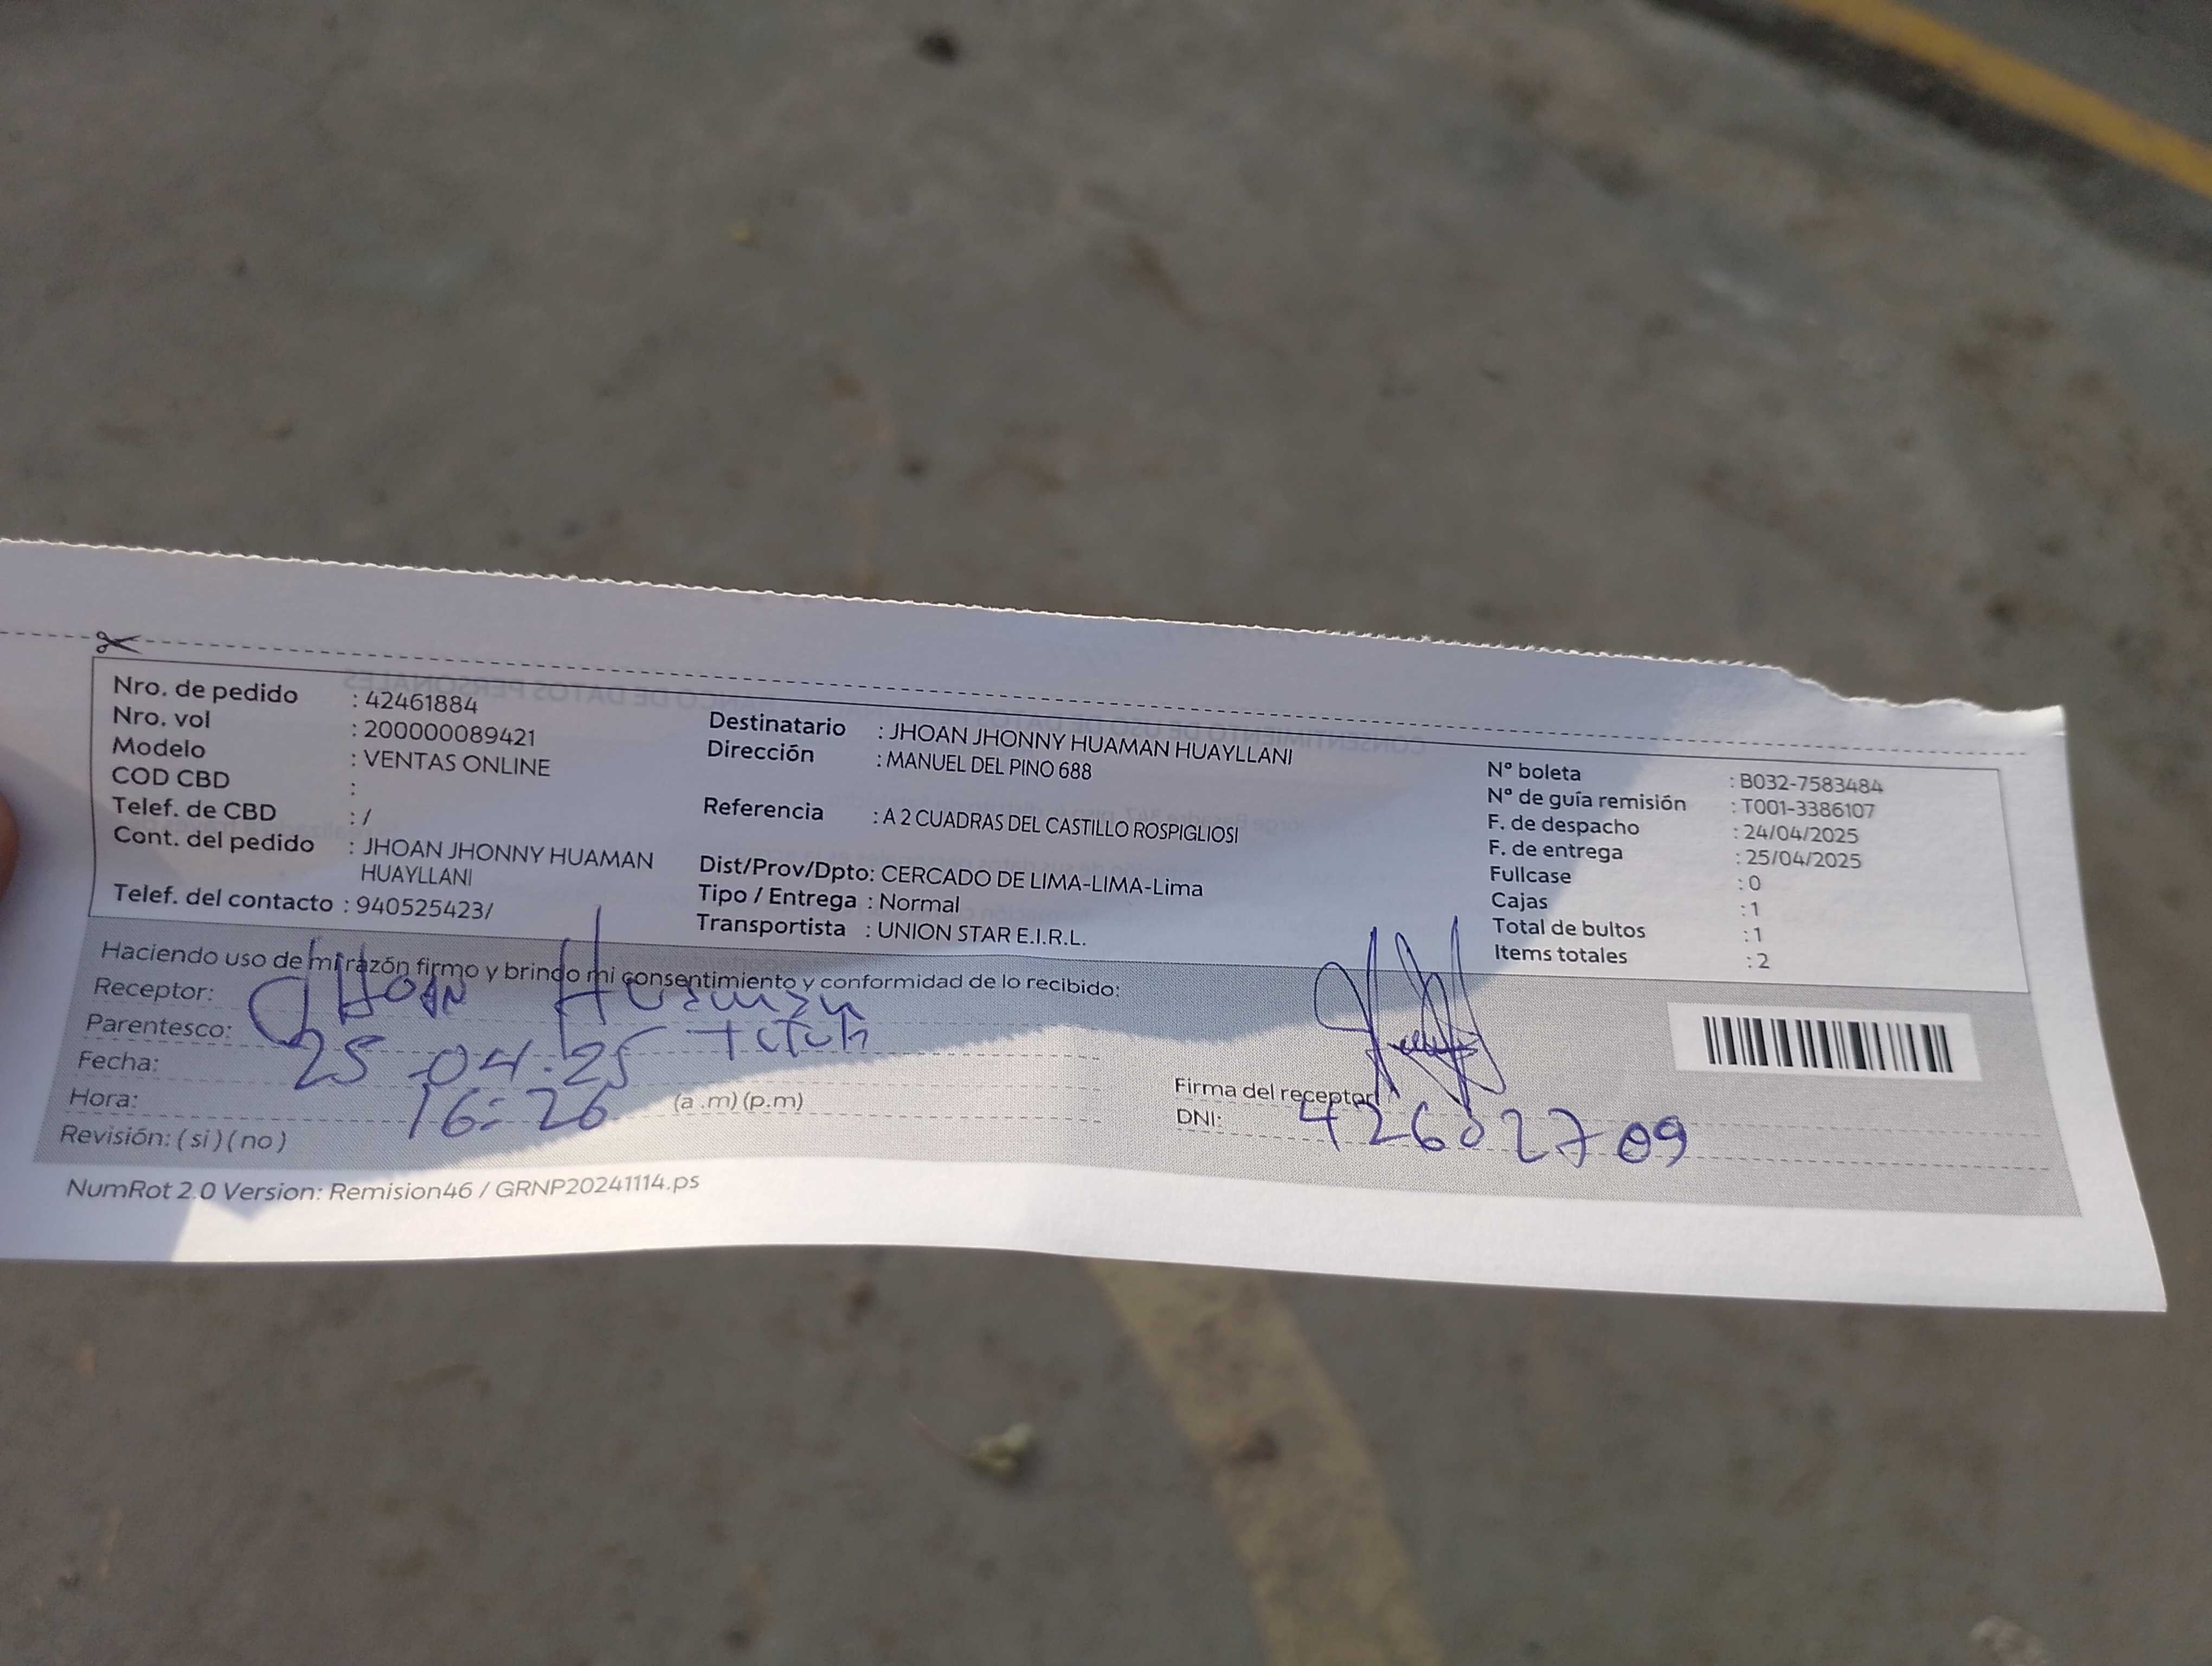 Nro. de pedido : 42461884
Nro. vol : 200000089421
Modelo : VENTAS ONLINE
COD CBD :
Telef. de CBD : /
Cont. del pedido : JHOAN JHONNY HUAMAN
HUAYLLANI
Telef. del contacto : 940525423/
Destinatario : JHOAN JHONNY HUAMAN HUAYLLANI
Dirección : MANUEL DEL PINO 688
Referencia : A 2 CUADRAS DEL CASTILLO ROSPIGLIOSI
Dist/Prov/Dpto: CERCADO DE LIMA-LIMA-Lima
Tipo / Entrega : Normal
Transportista : UNION STAR E.I.R.L.
Nº boleta : B032-7583484
Nº de guía remisión : T001-3386107
F. de despacho : 24/04/2025
F. de entrega : 25/04/2025
Fullcase : 0
Cajas : 1
Total de bultos : 1
Items totales : 2
Haciendo uso de mi razón firmo y brindo mi consentimiento y conformidad de lo recibido:
Receptor: JHOAN Huaman
Parentesco:
Fecha: 25-04-25
Hora: 16:26 (a .m) (p.m)
Revisión: ( si ) ( no )
Firma del receptor
DNI: 42602709
NumRot 2.0 Version: Remision46 / GRNP20241114.ps